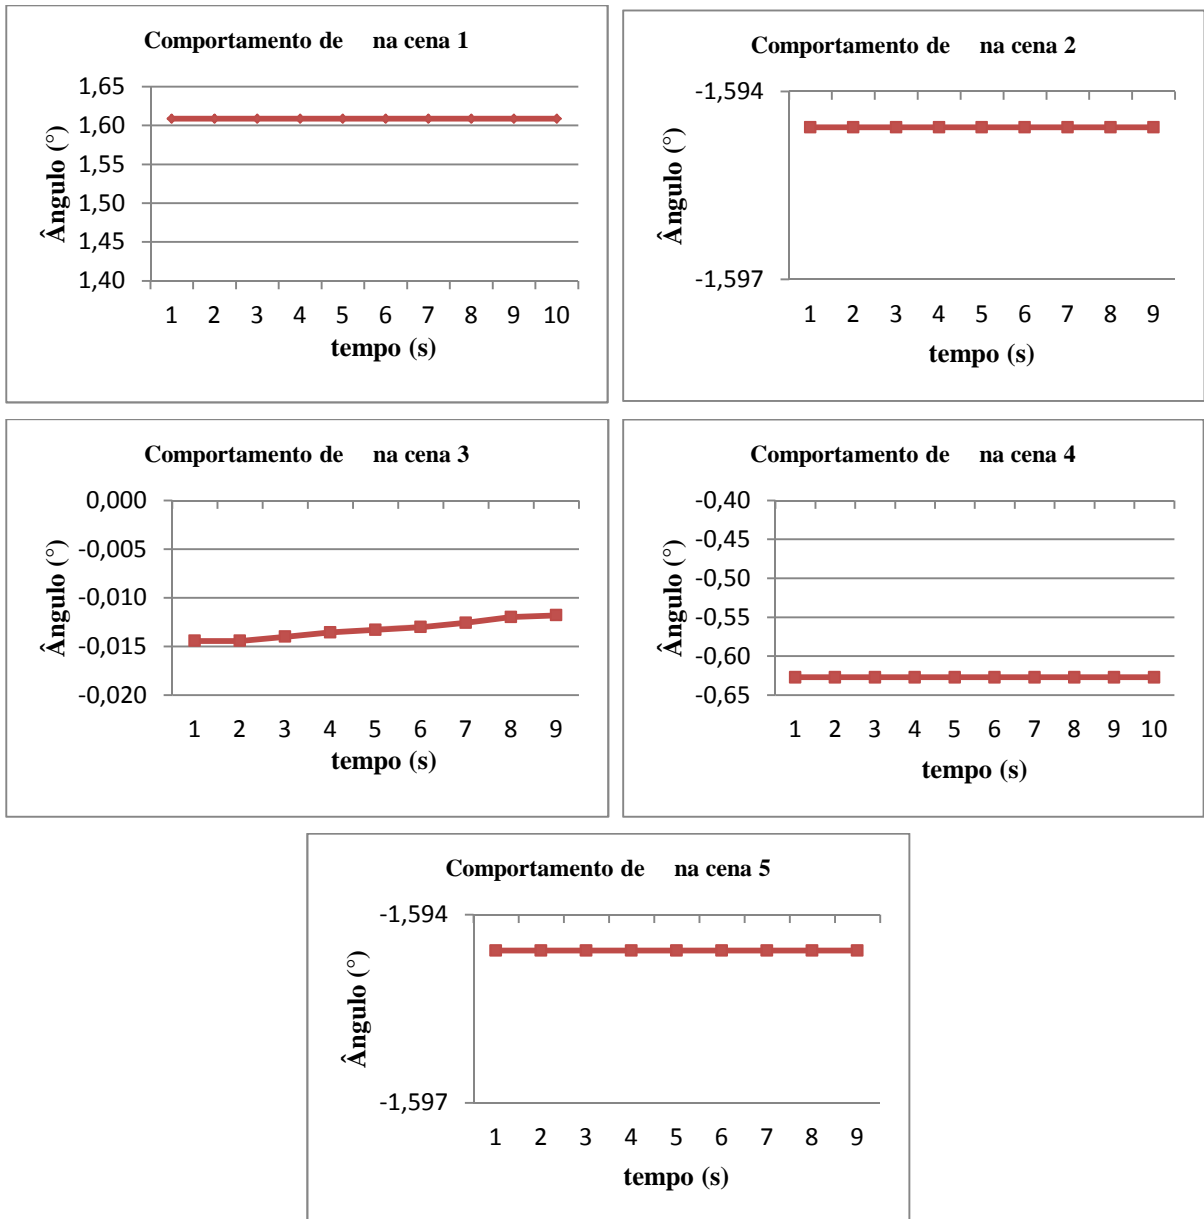 Comportamento de na cena 1
Ângulo (°)
1,65
1,60
1,55
1,50
1,45
1,40
1 2 3 4 5 6 7 8 9 10
tempo (s)
Comportamento de na cena 2
Ângulo (°)
-1,594
-1,597
1 2 3 4 5 6 7 8 9
tempo (s)
Comportamento de na cena 3
Ângulo (°)
0,000
-0,005
-0,010
-0,015
-0,020
1 2 3 4 5 6 7 8 9
tempo (s)
Comportamento de na cena 4
Ângulo (°)
-0,40
-0,45
-0,50
-0,55
-0,60
-0,65
1 2 3 4 5 6 7 8 9 10
tempo (s)
Comportamento de na cena 5
Ângulo (°)
-1,594
-1,597
1 2 3 4 5 6 7 8 9
tempo (s)